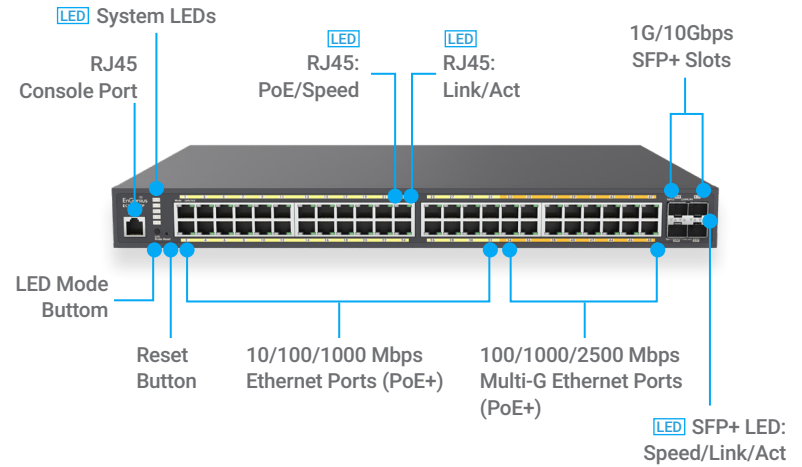 LED System LEDs
RJ45
Console Port
LED
RJ45:
PoE/Speed
LED
RJ45:
Link/Act
1G/10Gbps
SFP+ Slots
EnGenius
LED Mode
Buttom
Reset
Button
10/100/1000 Mbps
Ethernet Ports (PoE+)
100/1000/2500 Mbps
Multi-G Ethernet Ports
(PoE+)
LED SFP+ LED:
Speed/Link/Act